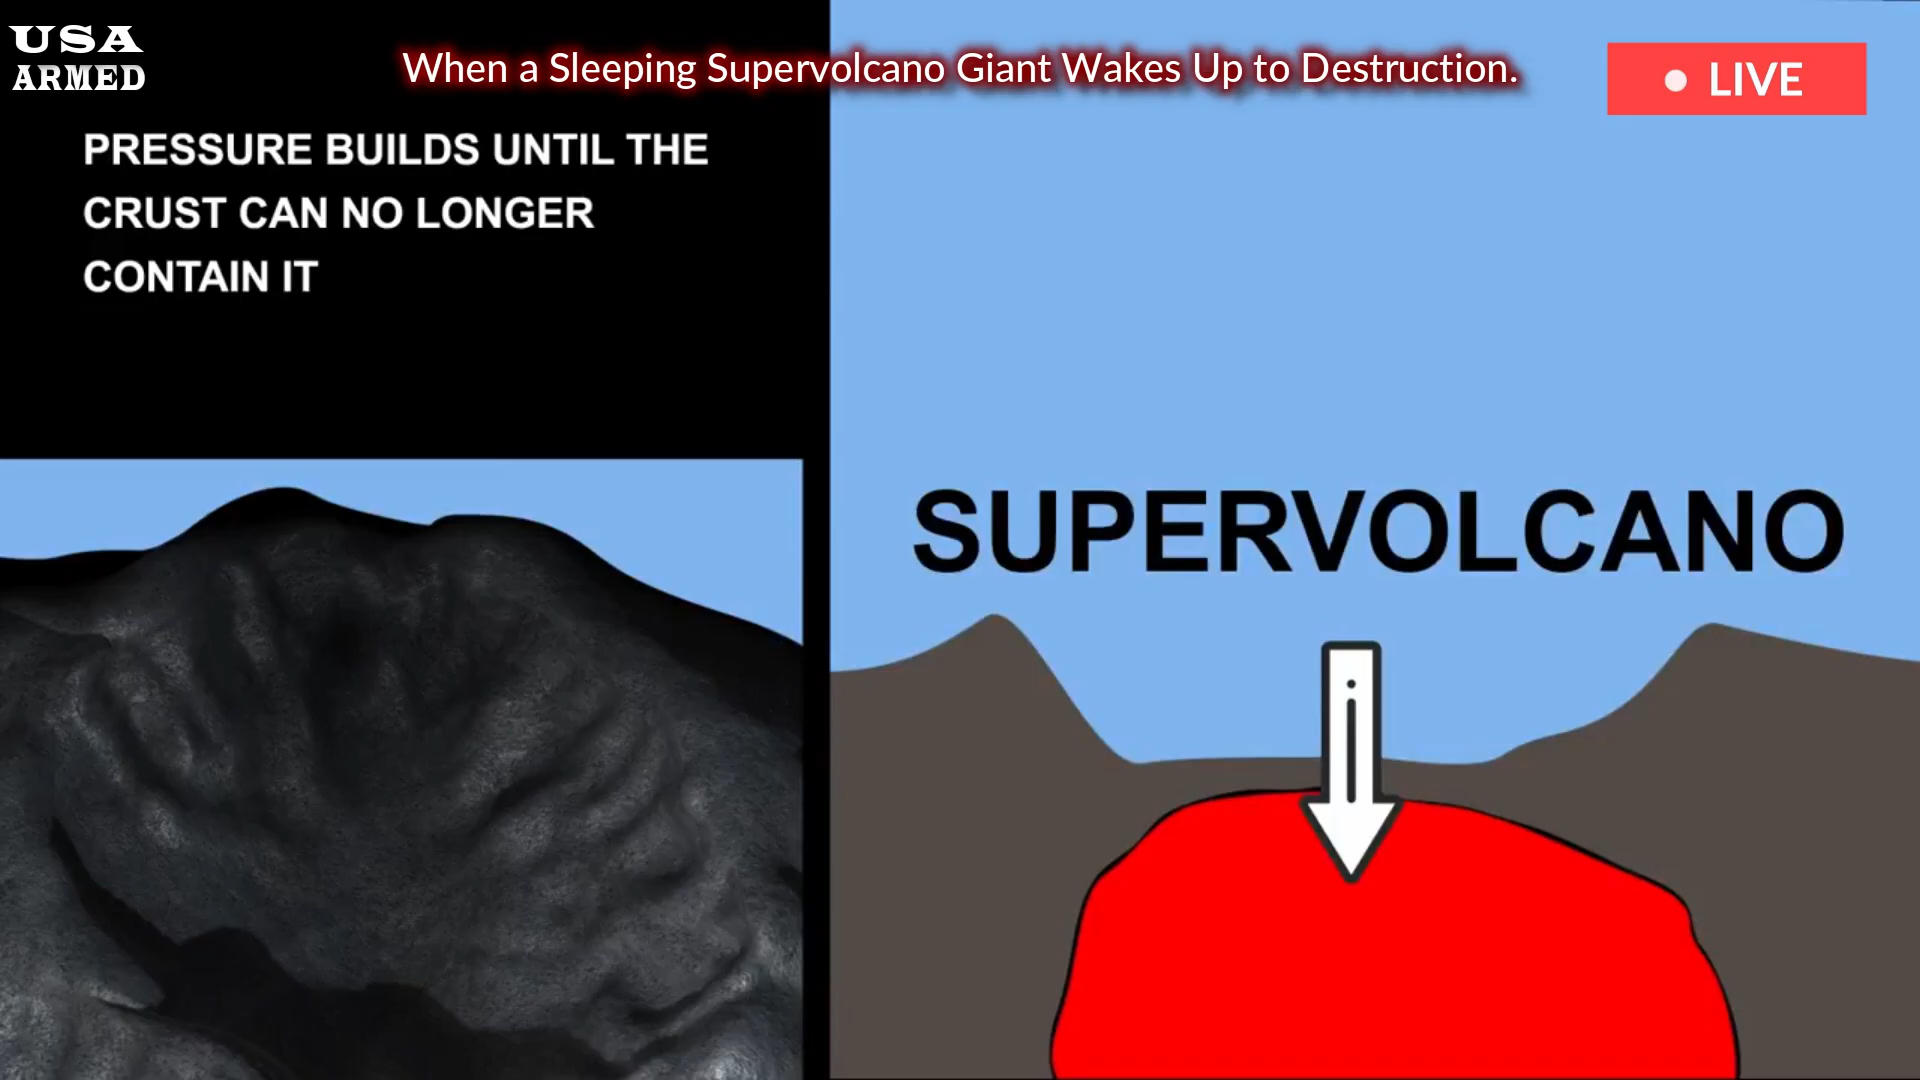 USA
ARMED
When a Sleeping Supervolcano Giant Wakes Up to Destruction.
LIVE
PRESSURE BUILDS UNTIL THE
CRUST CAN NO LONGER
CONTAIN IT
SUPERVOLCANO